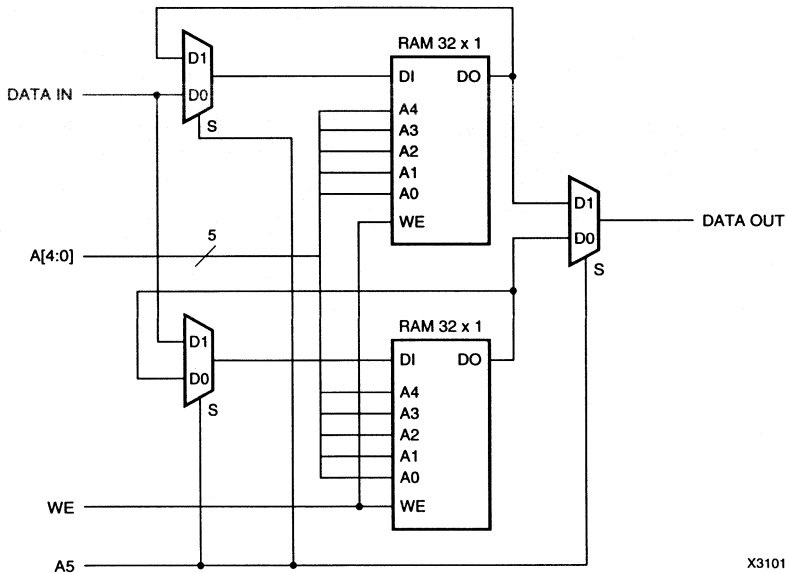 RAM 32 x 1
D1
DI
DO
DATA IN
D0
A4
S
A3
A2
A1
A0
D1
DATA OUT
WE
5
D0
A[4:0]
S
RAM 32 x 1
D1
DI
DO
D0
A4
S
A3
A2
A1
A0
WE
WE
A5
X3101